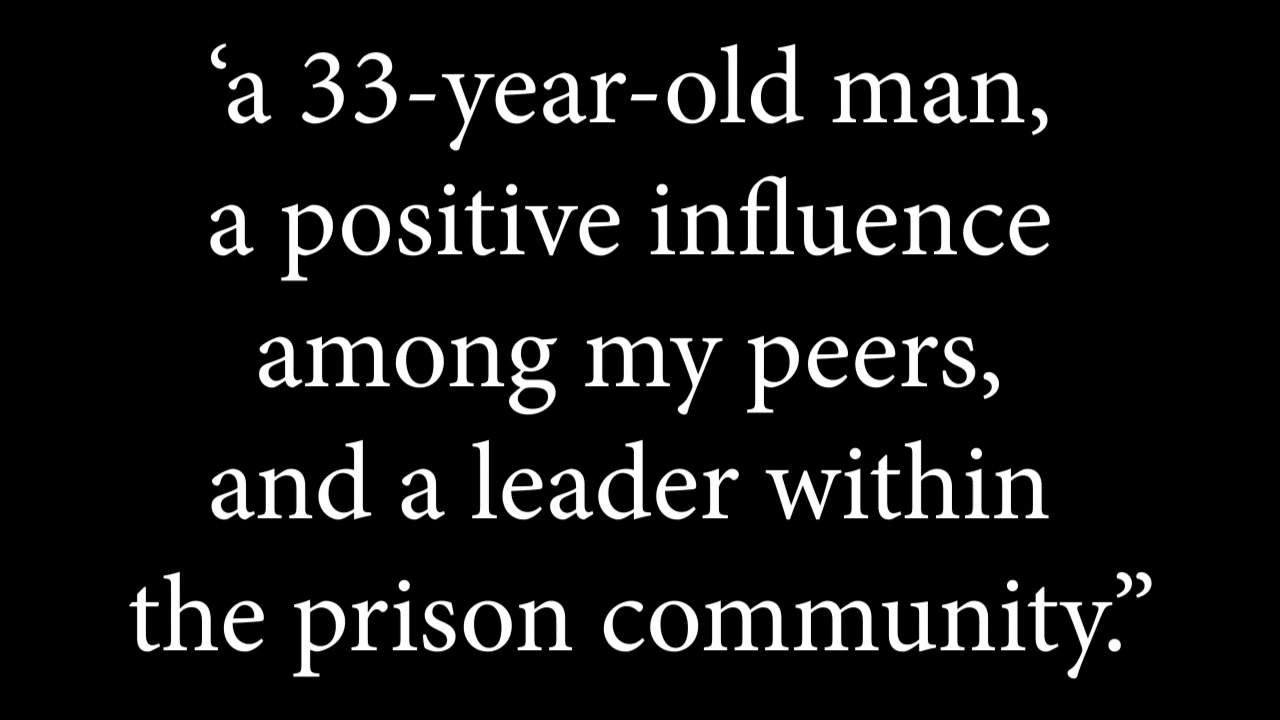 ‘a 33-year-old man,
a positive influence
among my peers,
and a leader within
the prison community.”